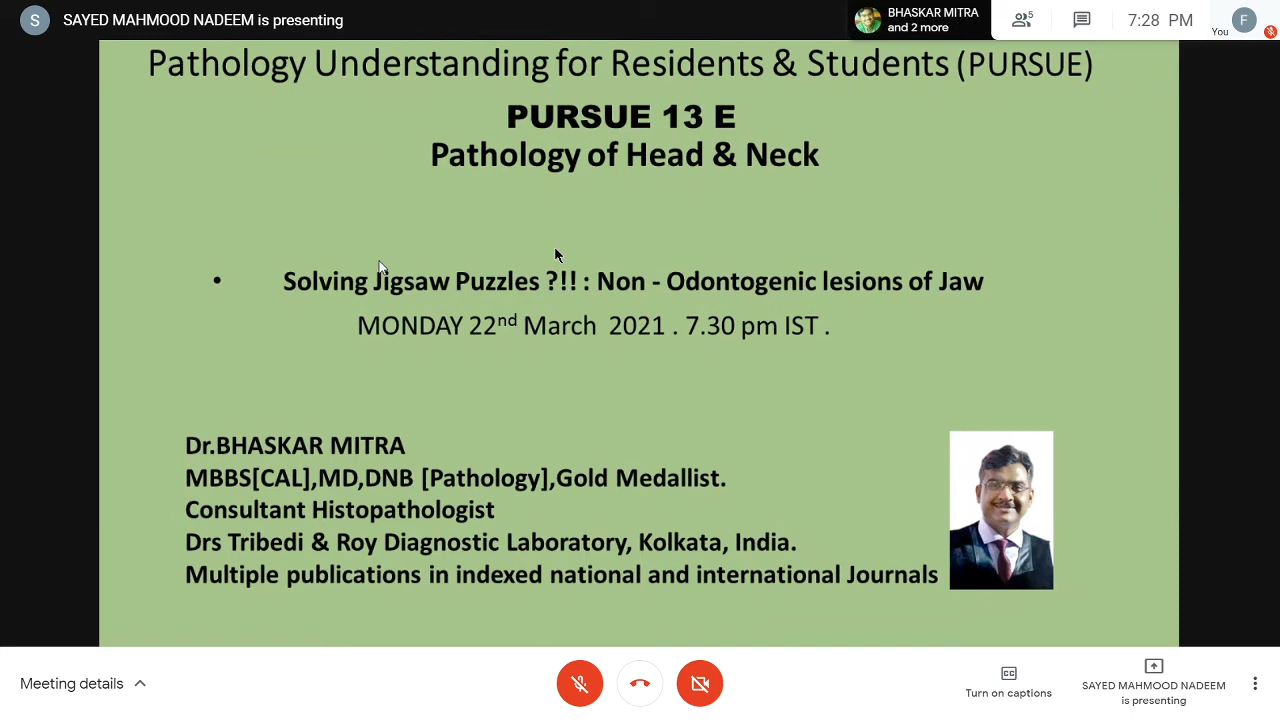 S SAYED MAHMOOD NADEEM is presenting
BHASKAR MITRA
and 2 more
5
7:28 PM
You
F
Pathology Understanding for Residents & Students (PURSUE)
PURSUE 13 E
Pathology of Head & Neck
• Solving Jigsaw Puzzles ?!! : Non - Odontogenic lesions of Jaw
MONDAY 22nd March 2021 . 7.30 pm IST .
Dr.BHASKAR MITRA
MBBS[CAL],MD,DNB [Pathology],Gold Medallist.
Consultant Histopathologist
Drs Tribedi & Roy Diagnostic Laboratory, Kolkata, India.
Multiple publications in indexed national and international Journals
Meeting details
CC
Turn on captions
SAYED MAHMOOD NADEEM
is presenting